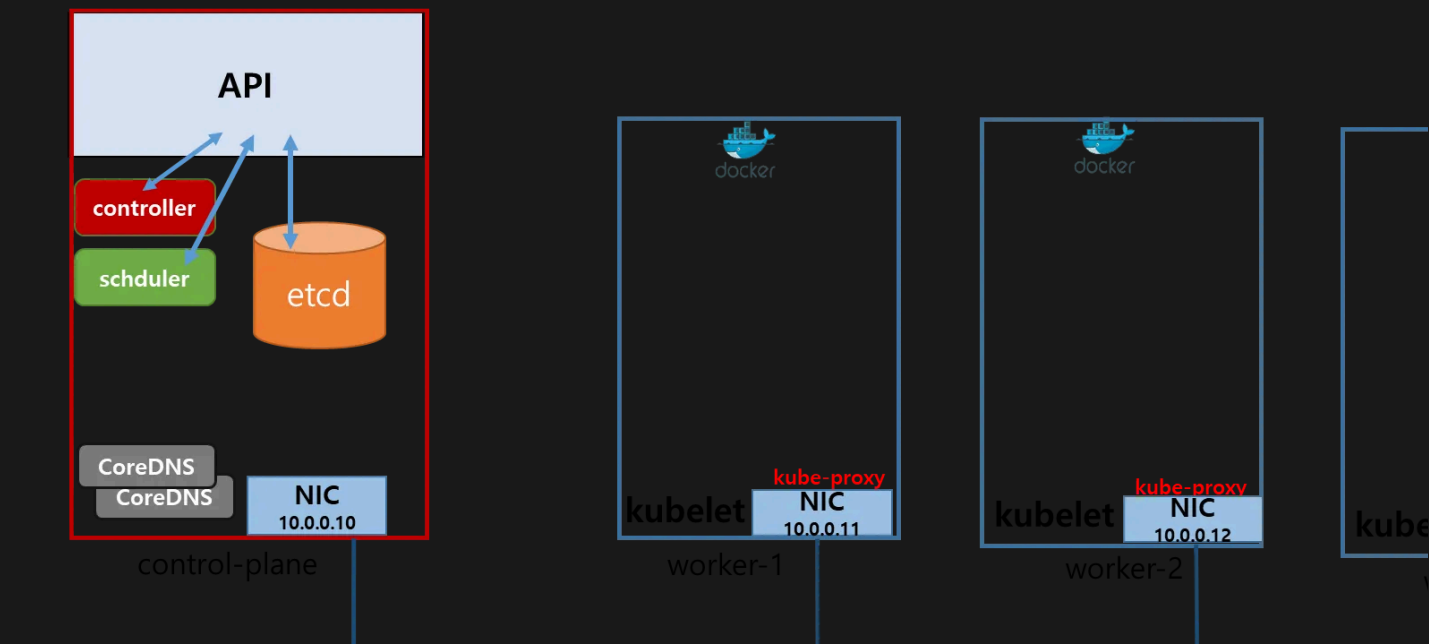 API
controller
schduler
etcd
CoreDNS
CoreDNS
NIC
10.0.0.10
control-plane
docker
kube-proxy
kubelet
NIC
10.0.0.11
worker-1
docker
kube-proxy
kubelet
NIC
10.0.0.12
worker-2
kube